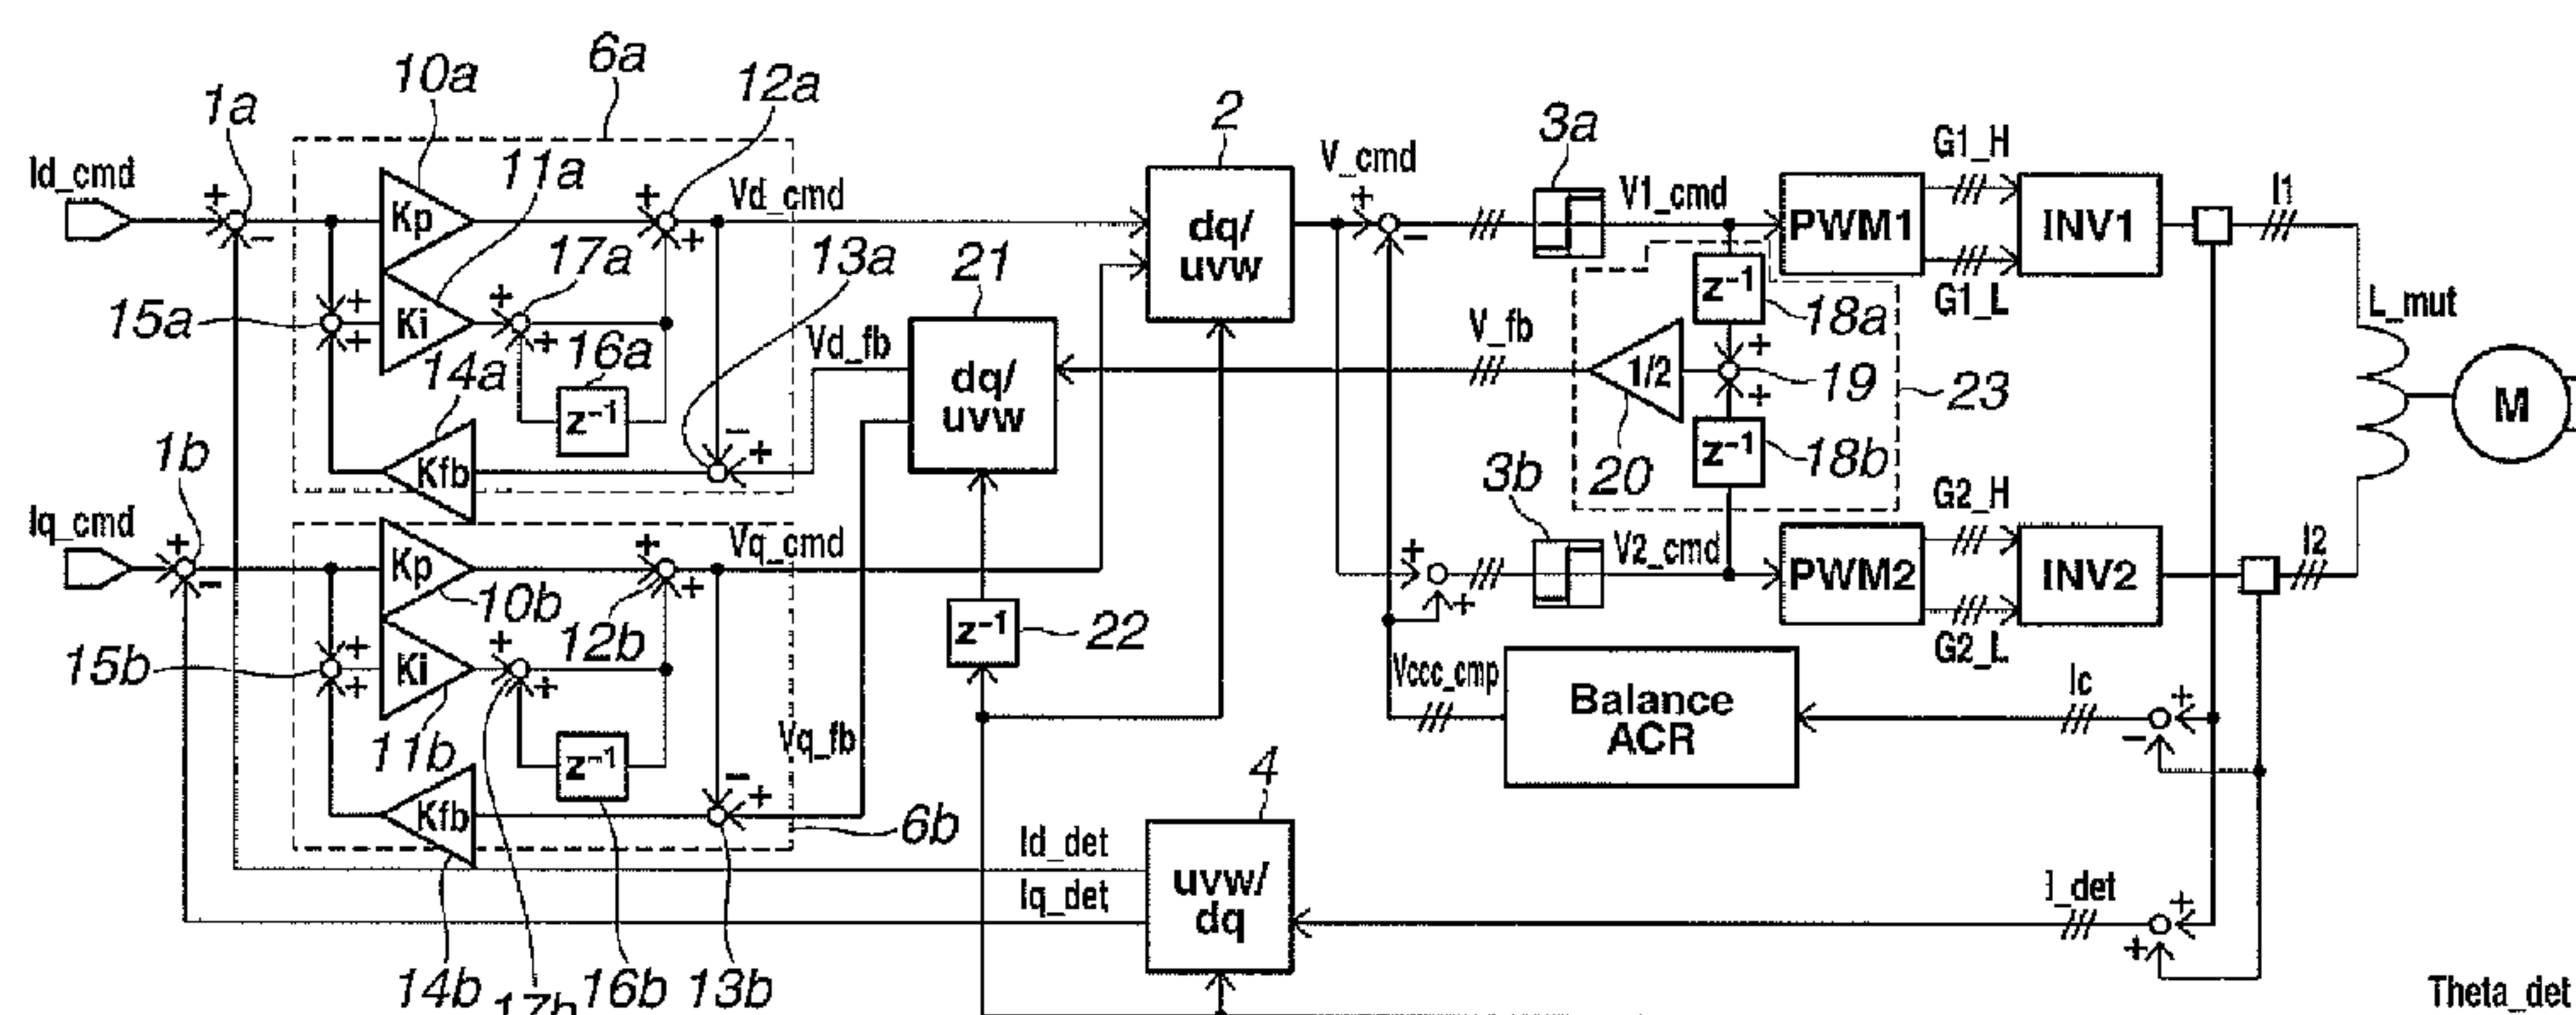 6a
10a
12a
1a
11a
2
3a
Id_cmd
+
−
Kp
+
+
Vd_cmd
dq/
uvw
V_cmd
+
−
V1_cmd
G1_H
PWM1
G1_L
INV1
I1
17a
13a
21
15a
+
+
Ki
+
+
16a
z⁻¹
14a
Kfb
−
+
Vd_fb
dq/
uvw
V_fb
1/2
z⁻¹
18a
+
+
19
23
20
z⁻¹
18b
L_mut
M
1b
Iq_cmd
+
−
Kp
10b
+
+
12b
Vq_cmd
z⁻¹
22
3b
+
+
V2_cmd
G2_H
PWM2
G2_L
INV2
I2
15b
+
+
Ki
11b
+
+
z⁻¹
Vq_fb
Kfb
−
+
6b
Vccc_cmp
Balance
ACR
Ic
+
−
4
Id_det
Iq_det
uvw/
dq
I_det
+
+
14b
17b
16b
13b
Theta_det